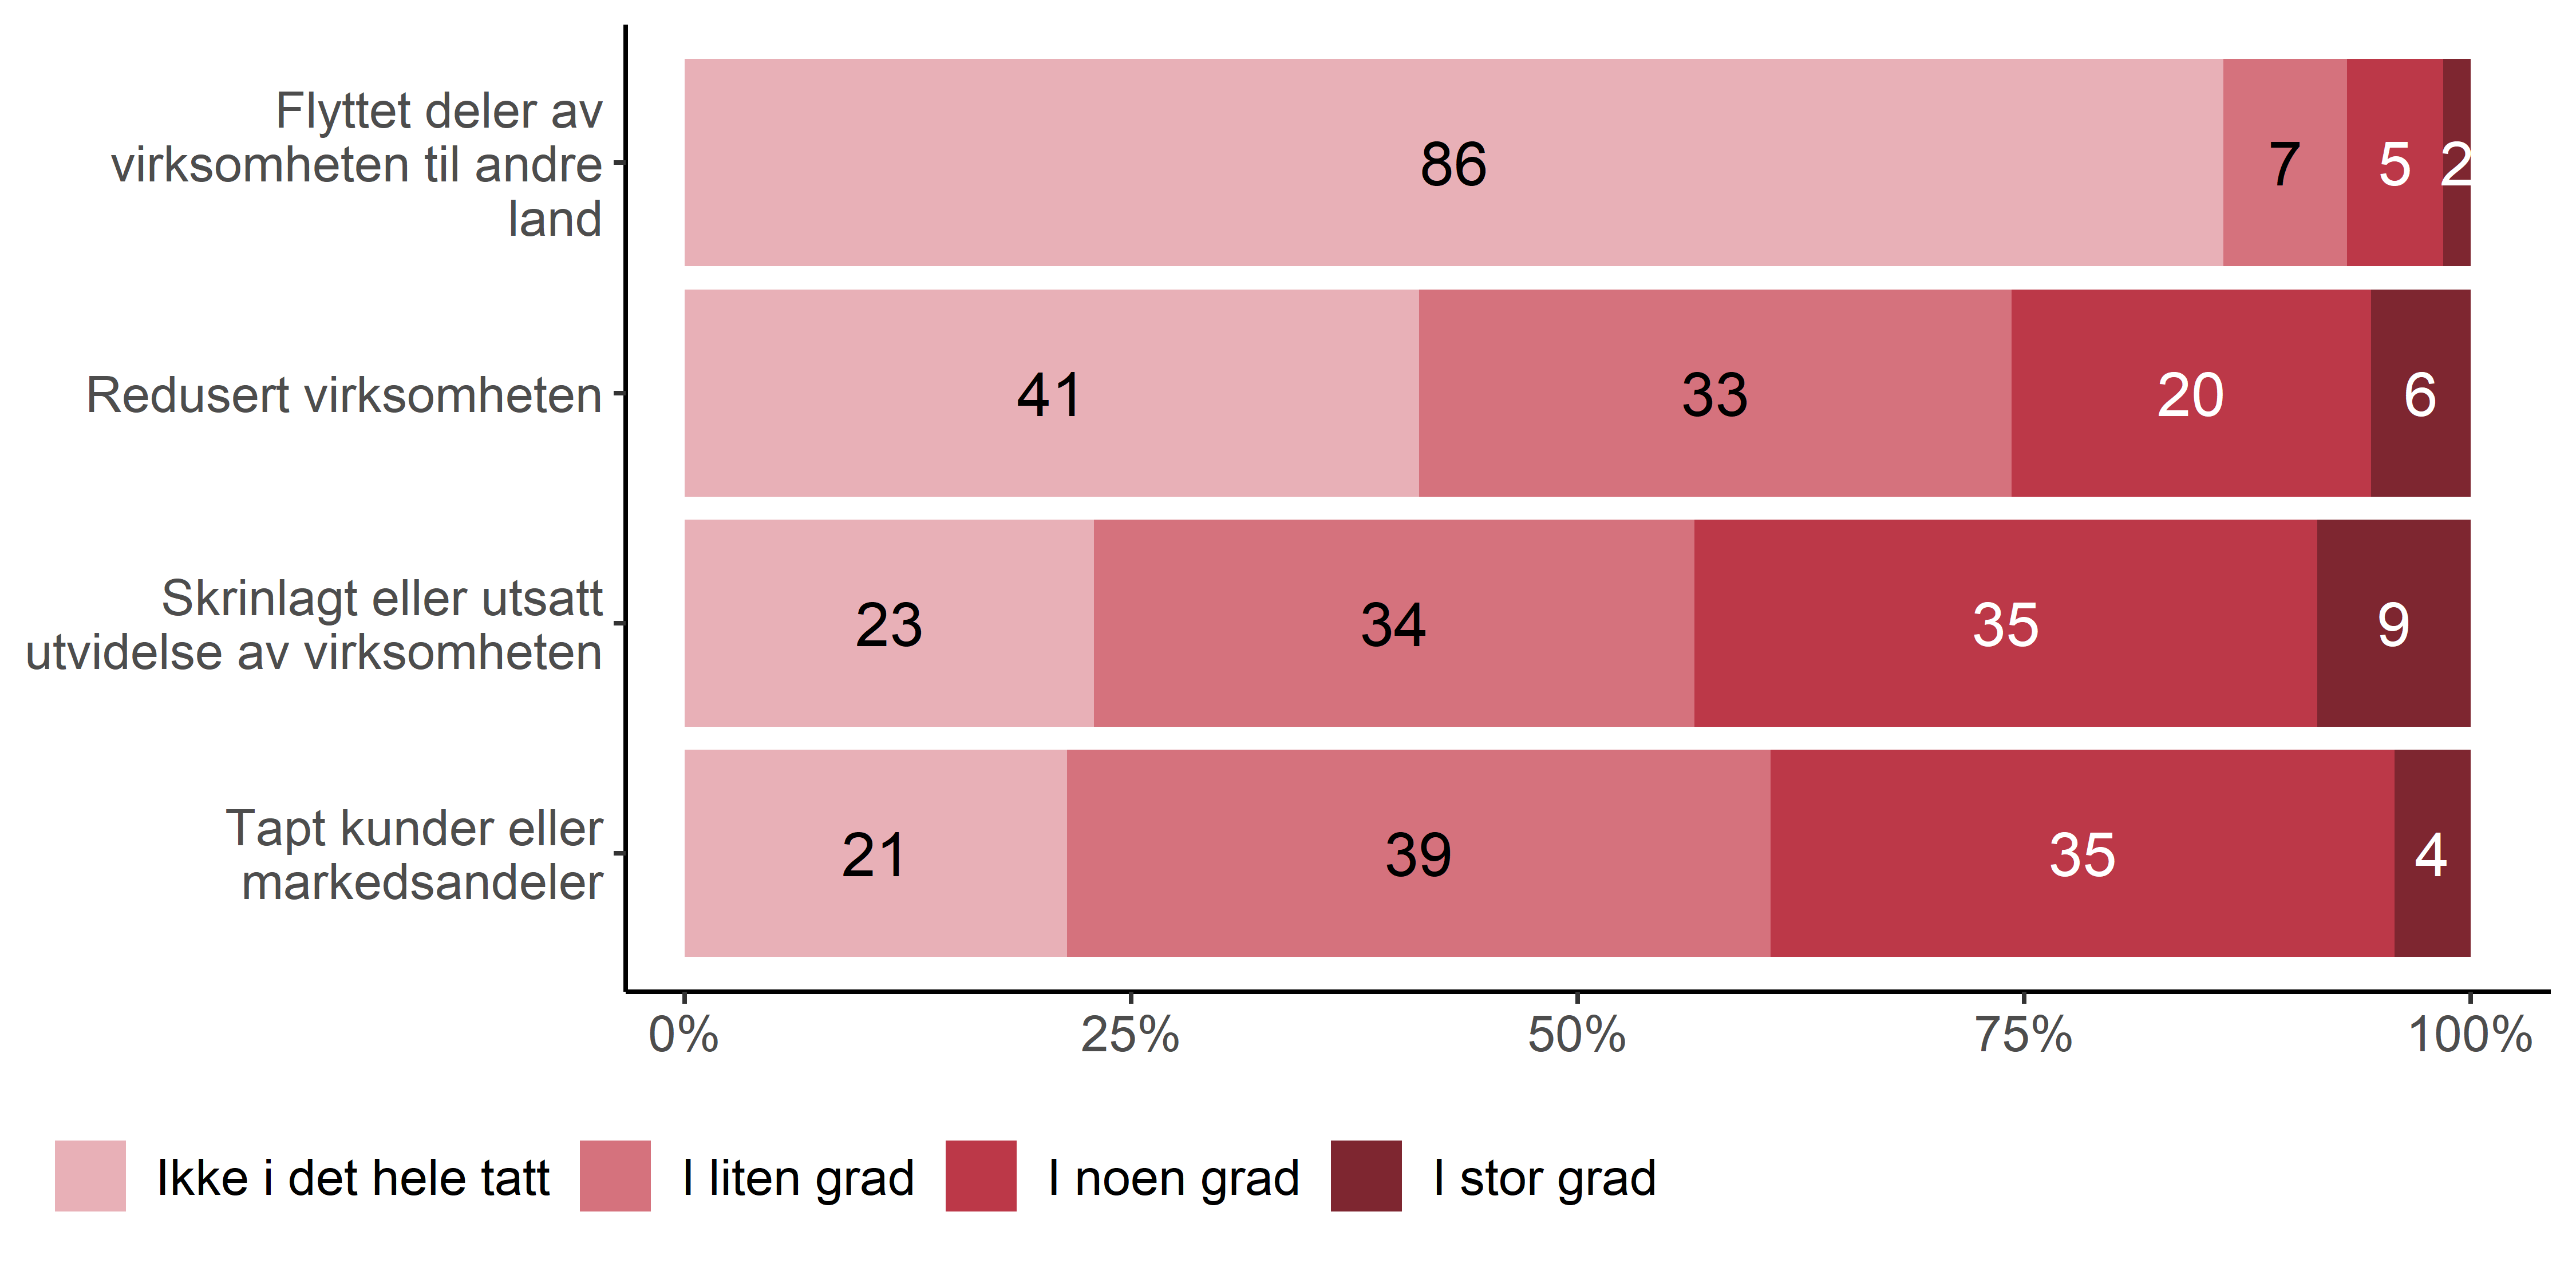 Flyttet deler av
virksomheten til andre
land
86 7 5 2
Redusert virksomheten
41 33 20 6
Skrinlagt eller utsatt
utvidelse av virksomheten
23 34 35 9
Tapt kunder eller
markedsandeler
21 39 35 4
0% 25% 50% 75% 100%
Ikke i det hele tatt I liten grad I noen grad I stor grad